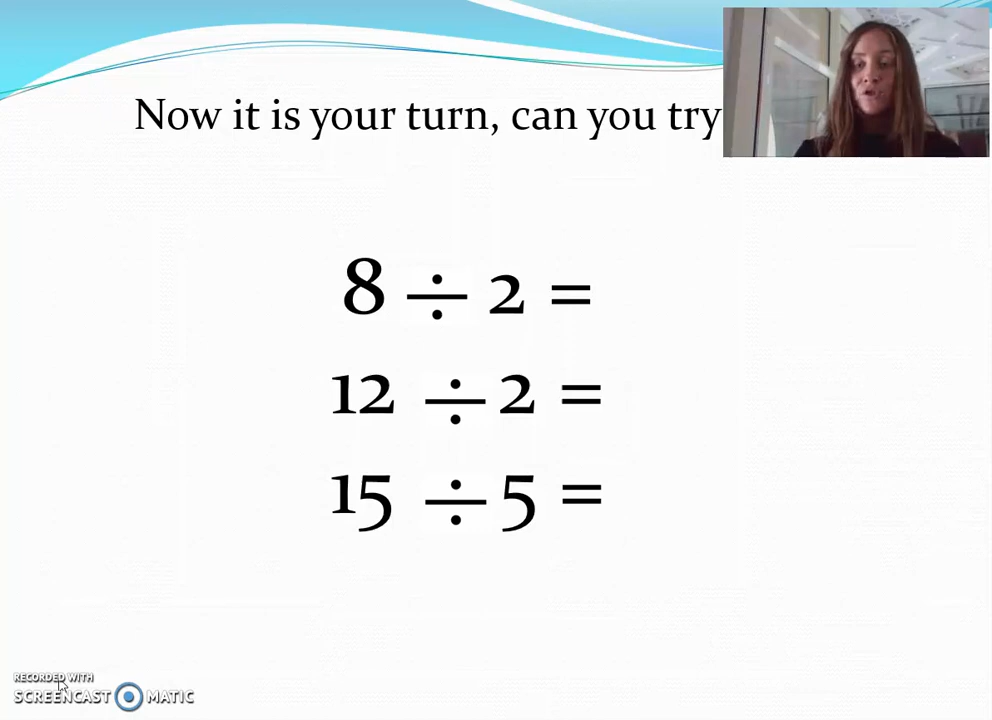 Now it is your turn, can you try
8 ÷ 2 =
12 ÷ 2 =
15 ÷ 5 =
RECORDED WITH
SCREENCAST MATIC